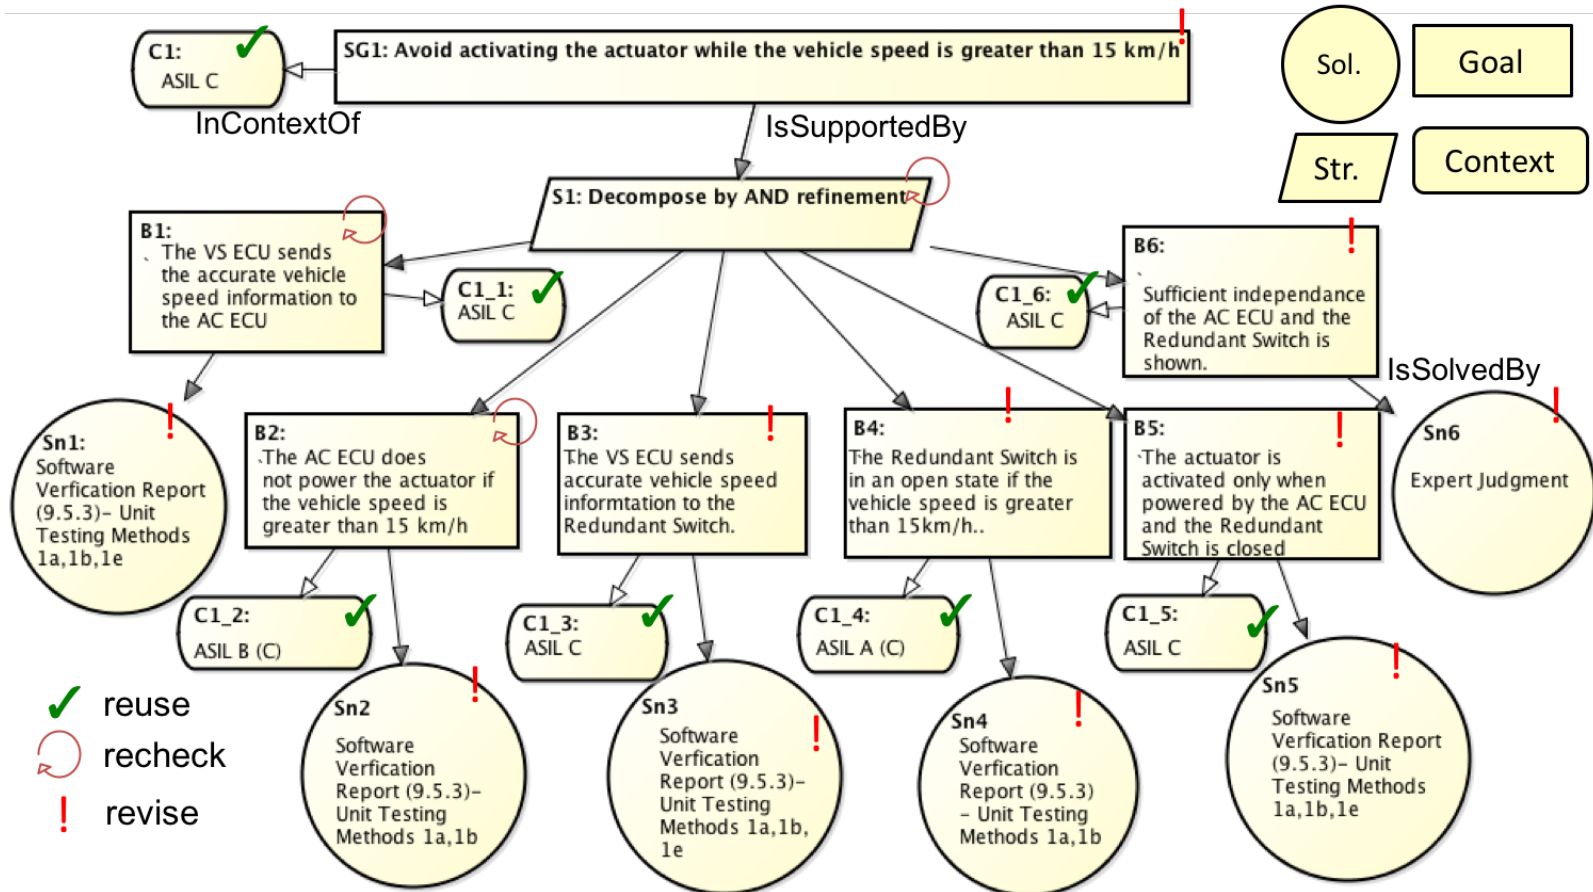 C1:
ASIL C
SG1: Avoid activating the actuator while the vehicle speed is greater than 15 km/h
Sol.
Goal
InContextOf
IsSupportedBy
Str.
Context
S1: Decompose by AND refinement
B1:
The VS ECU sends
the accurate vehicle
speed information to
the AC ECU
C1_1:
ASIL C
C1_6:
ASIL C
B6:
Sufficient independance
of the AC ECU and the
Redundant Switch is
shown.
IsSolvedBy
Sn1:
Software
Verfication Report
(9.5.3)- Unit
Testing Methods
1a,1b,1e
B2:
The AC ECU does
not power the actuator if
the vehicle speed is
greater than 15 km/h
B3:
The VS ECU sends
accurate vehicle speed
informtation to the
Redundant Switch.
B4:
The Redundant Switch is
in an open state if the
vehicle speed is greater
than 15km/h..
B5:
The actuator is
activated only when
powered by the AC ECU
and the Redundant
Switch is closed
Sn6
Expert Judgment
C1_2:
ASIL B (C)
C1_3:
ASIL C
C1_4:
ASIL A (C)
C1_5:
ASIL C
Sn2
Software
Verfication
Report (9.5.3)-
Unit Testing
Methods 1a,1b
Sn3
Software
Verfication
Report (9.5.3)-
Unit Testing
Methods 1a,1b,
1e
Sn4
Software
Verfication
Report (9.5.3)
- Unit Testing
Methods 1a,1b
Sn5
Software
Verfication Report
(9.5.3)- Unit
Testing Methods
1a,1b,1e
reuse
recheck
! revise